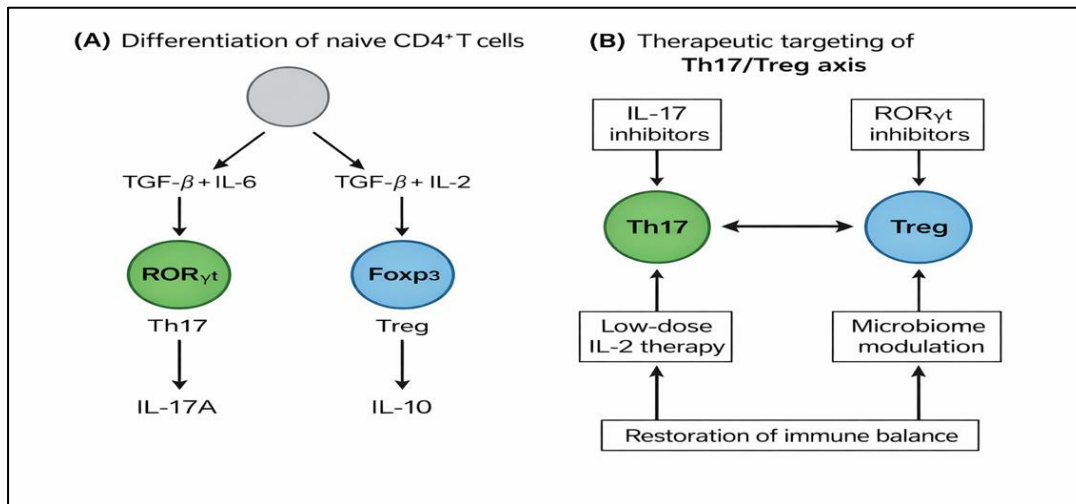 (A) Differentiation of naive CD4⁺ T cells
TGF-β + IL-6
TGF-β + IL-2
RORγt
Foxp3
Th17
Treg
IL-17A
IL-10
(B) Therapeutic targeting of
Th17/Treg axis
IL-17
inhibitors
RORγt
inhibitors
Th17
Treg
Low-dose
IL-2 therapy
Microbiome
modulation
Restoration of immune balance